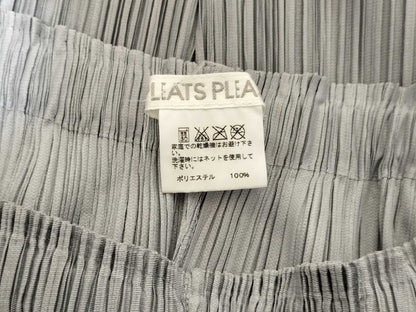 LEATS PLEA
家庭での乾燥機はお避け下さ
い。
洗濯時にはネットを使用して
下さい。
ポリエステル 100%